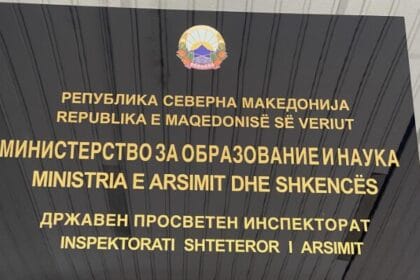 РЕПУБЛИКА СЕВЕРНА МАКЕДОНИЈА
REPUBLIKA E MAQEDONISË SË VERIUT
МИНИСТЕРСТВО ЗА ОБРАЗОВАНИЕ И НАУКА
MINISTRIA E ARSIMIT DHE SHKENCËS
ДРЖАВЕН ПРОСВЕТЕН ИНСПЕКТОРАТ
INSPEKTORATI SHTETEROR I ARSIMIT